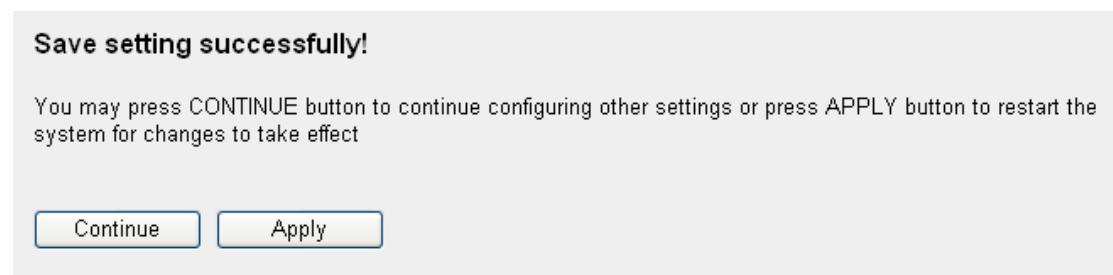 Save setting successfully!
You may press CONTINUE button to continue configuring other settings or press APPLY button to restart the
system for changes to take effect
Continue
Apply